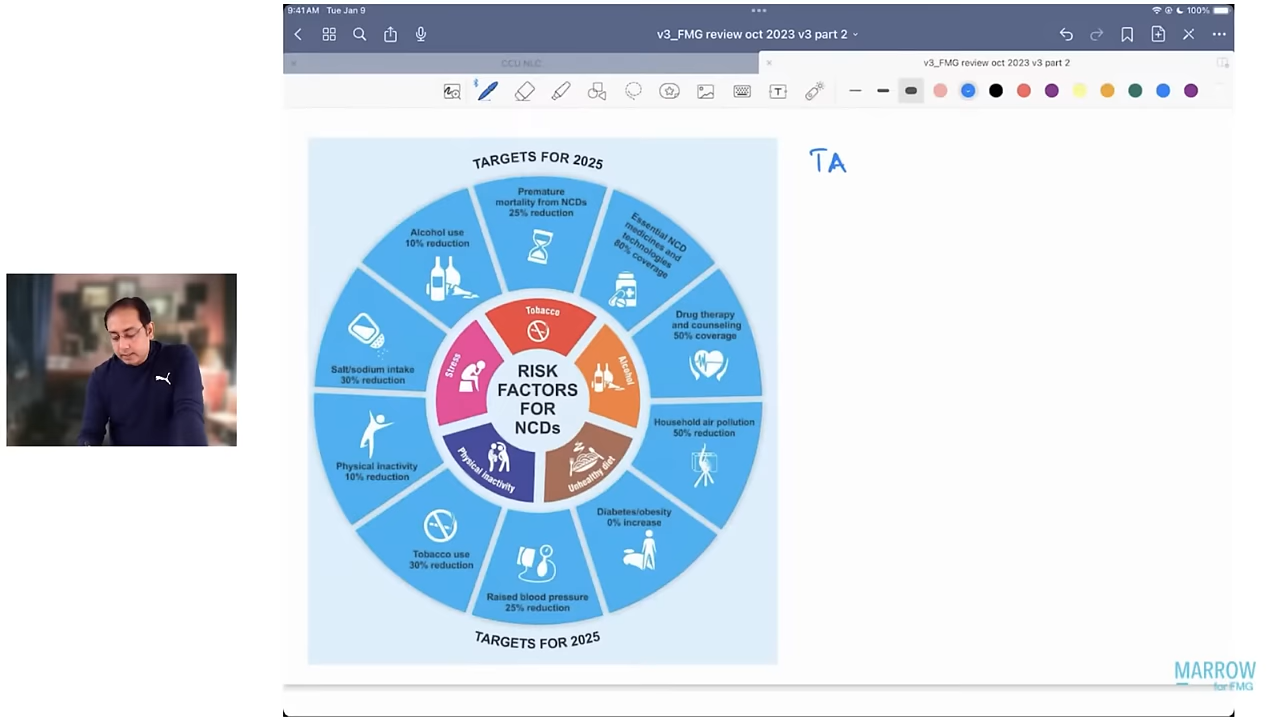 9:41 AM Tue Jan 9
100%
v3_FMG review oct 2023 v3 part 2
CCU NLC
v3_FMG review oct 2023 v3 part 2
T
TARGETS FOR 2025
Premature
mortality from NCDs
25% reduction
Essential NCD
medicines and
technologies
80% coverage
Drug therapy
and counseling
50% coverage
Household air pollution
50% reduction
Diabetes/obesity
0% increase
Raised blood pressure
25% reduction
Tobacco use
30% reduction
Physical inactivity
10% reduction
Salt/sodium intake
30% reduction
Alcohol use
10% reduction
Tobacco
Alcohol
Unhealthy diet
Physical inactivity
Stress
RISK
FACTORS
FOR
NCDs
TARGETS FOR 2025
TA
MARROW
for FMG